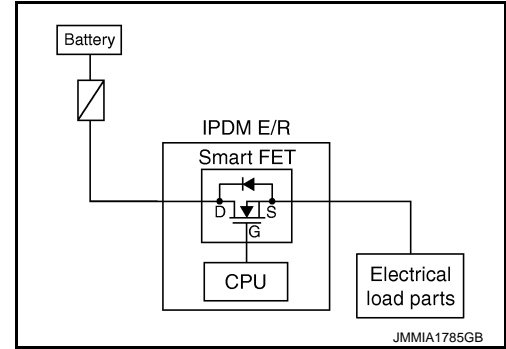 Battery
IPDM E/R
Smart FET
D
S
G
CPU
Electrical
load parts
JMMIA1785GB